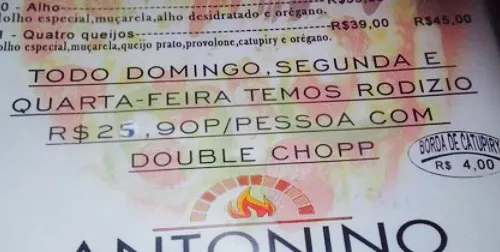 0 - Alho
olho especial,muçarela,alho desidratado e orégano.
1 - Quatro queijos R$39,00 R$45,00
olho especial,muçarela,queijo prato,provolone,catupiry e orégano.
TODO DOMINGO,SEGUNDA E
QUARTA-FEIRA TEMOS RODIZIO
R$25,90P/PESSOA COM
DOUBLE CHOPP
BORDA DE CATUPIRY
R$ 4,00
ANTONINO